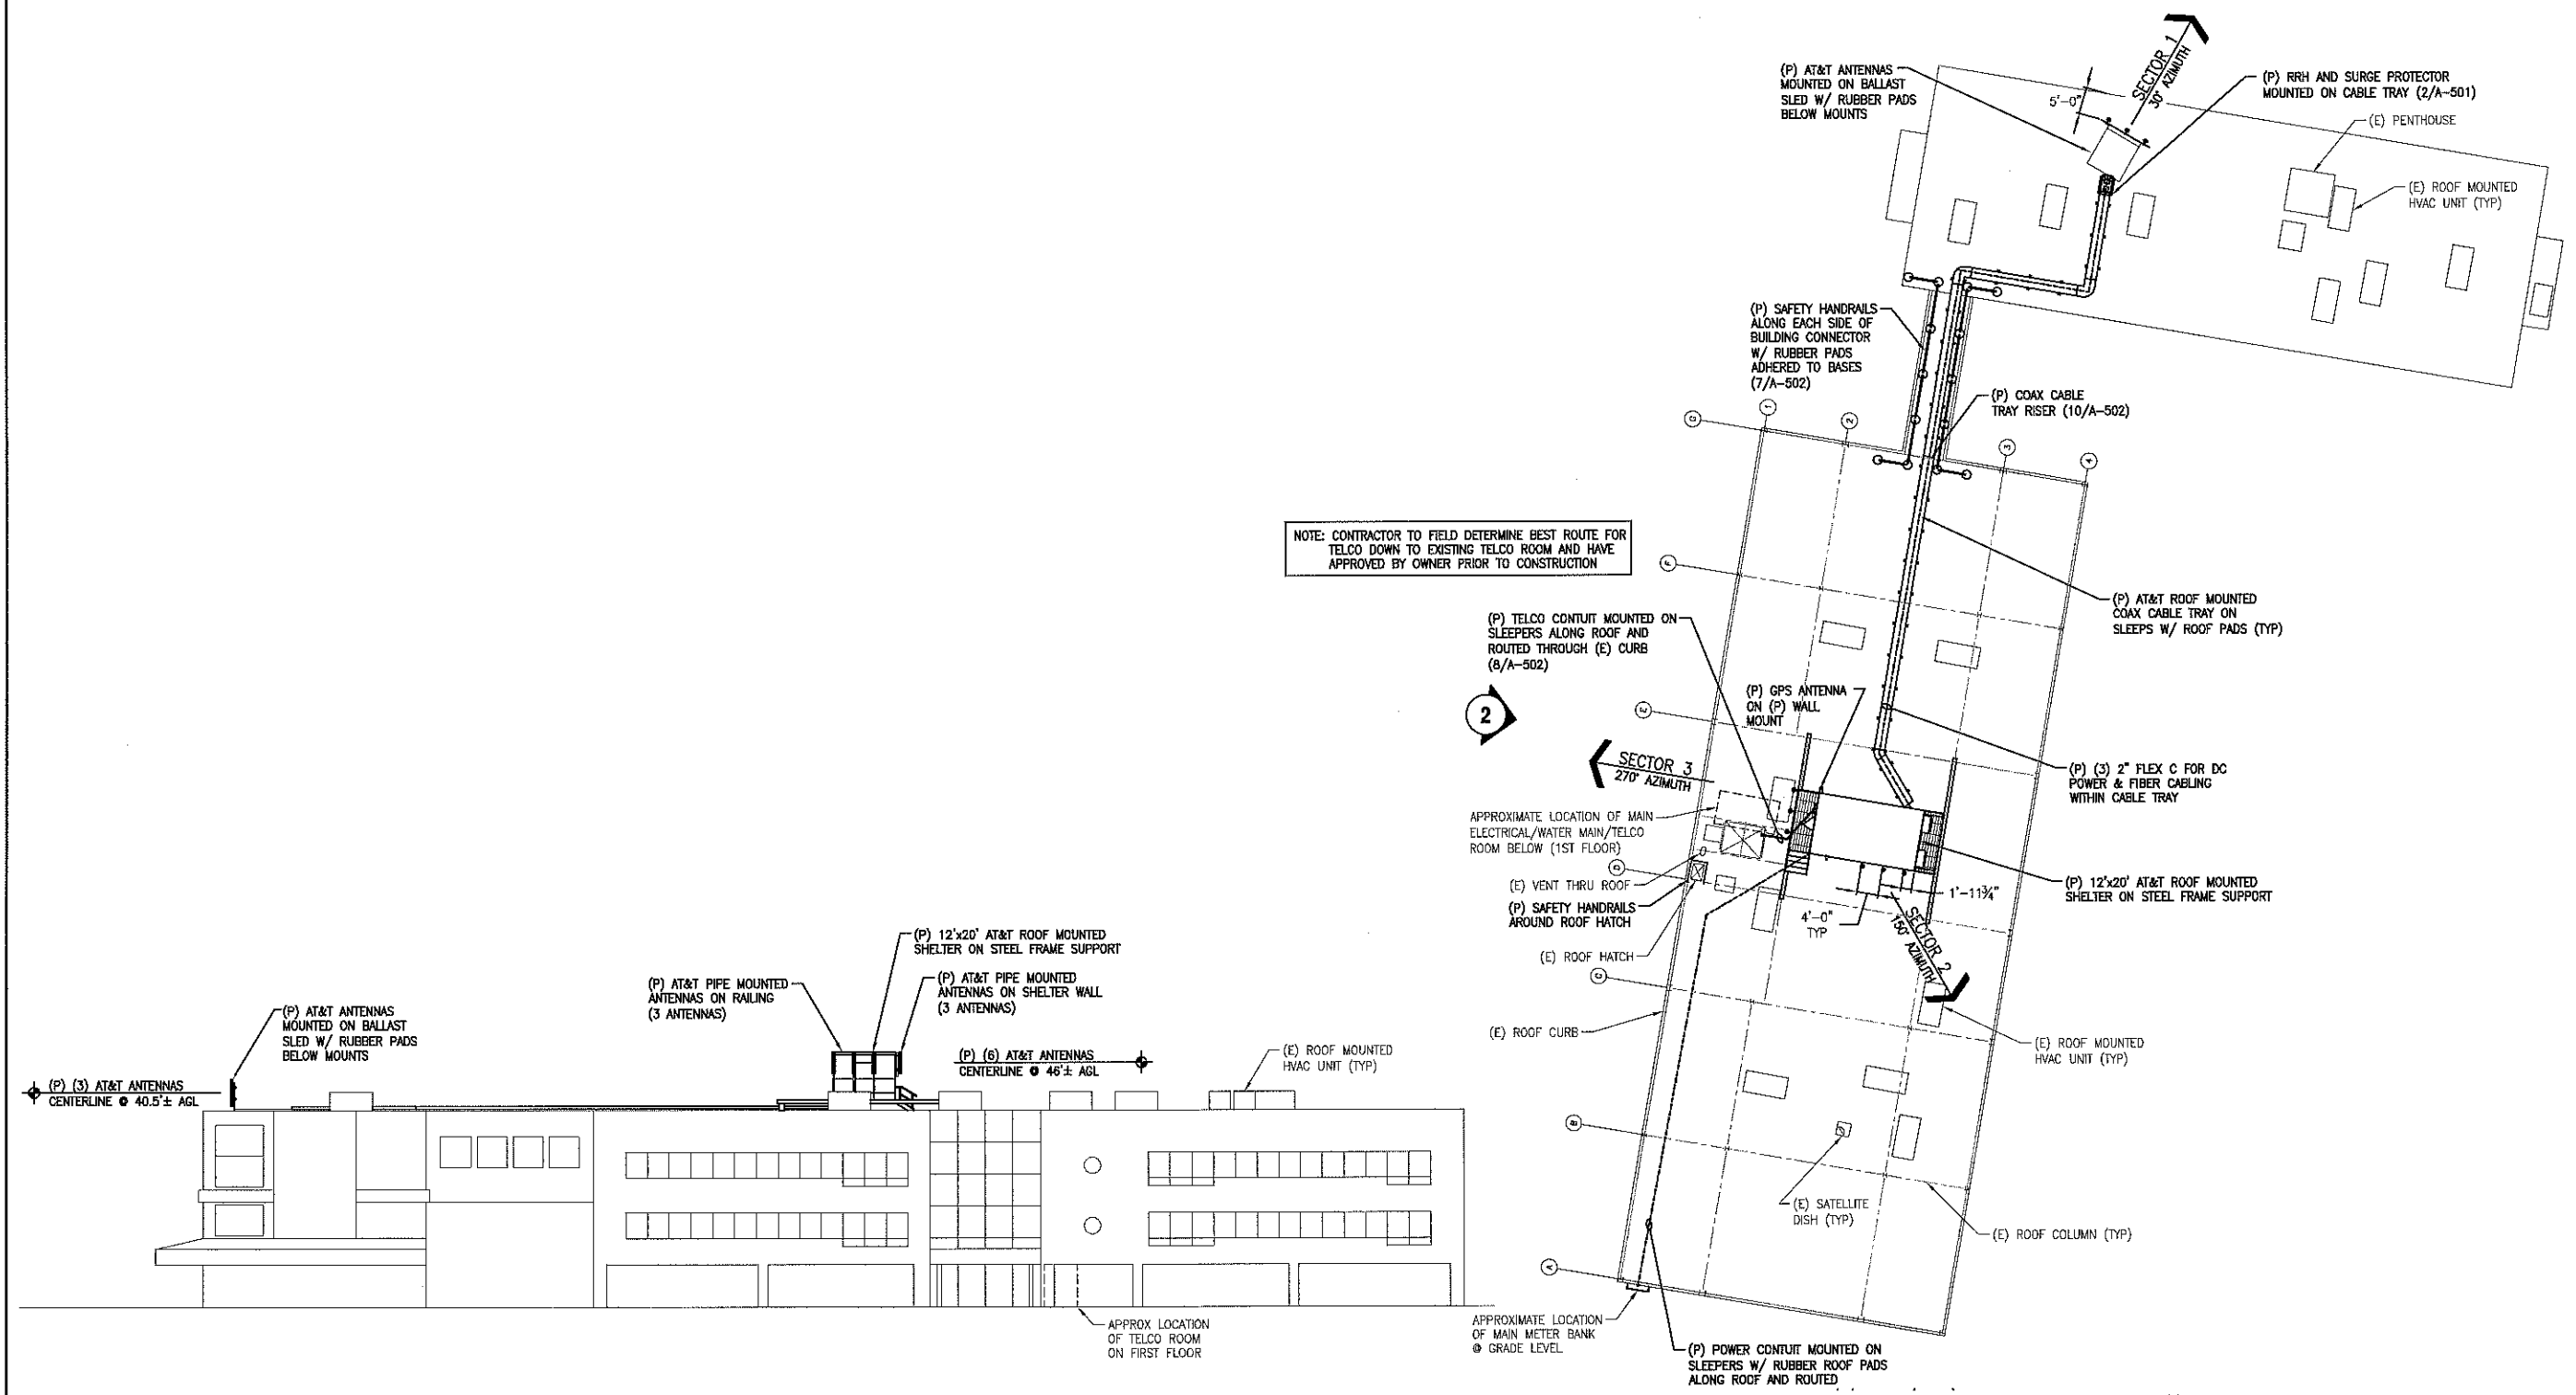 (P) AT&T ANTENNAS
MOUNTED ON BALLAST
SLED W/ RUBBER PADS
BELOW MOUNTS
5'-0"
SECTOR 1
30° AZIMUTH
(P) RRH AND SURGE PROTECTOR
MOUNTED ON CABLE TRAY (2/A-501)
(E) PENTHOUSE
(E) ROOF MOUNTED
HVAC UNIT (TYP)
(P) SAFETY HANDRAILS
ALONG EACH SIDE OF
BUILDING CONNECTOR
W/ RUBBER PADS
ADHERED TO BASES
(7/A-502)
(P) COAX CABLE
TRAY RISER (10/A-502)
G
1
2
3
4
NOTE: CONTRACTOR TO FIELD DETERMINE BEST ROUTE FOR
TELCO DOWN TO EXISTING TELCO ROOM AND HAVE
APPROVED BY OWNER PRIOR TO CONSTRUCTION
F
(P) AT&T ROOF MOUNTED
COAX CABLE TRAY ON
SLEEPS W/ ROOF PADS (TYP)
(P) TELCO CONTUIT MOUNTED ON
SLEEPERS ALONG ROOF AND
ROUTED THROUGH (E) CURB
(8/A-502)
(P) GPS ANTENNA
ON (P) WALL
MOUNT
2
E
SECTOR 3
270° AZIMUTH
(P) (3) 2" FLEX C FOR DC
POWER & FIBER CABLING
WITHIN CABLE TRAY
APPROXIMATE LOCATION OF MAIN
ELECTRICAL/WATER MAIN/TELCO
ROOM BELOW (1ST FLOOR)
D
(E) VENT THRU ROOF
(P) SAFETY HANDRAILS
AROUND ROOF HATCH
(E) ROOF HATCH
4'-0"
TYP
1'-11¾"
(P) 12'x20' AT&T ROOF MOUNTED
SHELTER ON STEEL FRAME SUPPORT
SECTOR 2
150° AZIMUTH
C
(E) ROOF CURB
(E) ROOF MOUNTED
HVAC UNIT (TYP)
B
(E) SATELLITE
DISH (TYP)
(E) ROOF COLUMN (TYP)
A
APPROXIMATE LOCATION
OF MAIN METER BANK
@ GRADE LEVEL
(P) POWER CONTUIT MOUNTED ON
SLEEPERS W/ RUBBER ROOF PADS
ALONG ROOF AND ROUTED
(P) 12'x20' AT&T ROOF MOUNTED
SHELTER ON STEEL FRAME SUPPORT
(P) AT&T PIPE MOUNTED
ANTENNAS ON RAILING
(3 ANTENNAS)
(P) AT&T PIPE MOUNTED
ANTENNAS ON SHELTER WALL
(3 ANTENNAS)
(P) AT&T ANTENNAS
MOUNTED ON BALLAST
SLED W/ RUBBER PADS
BELOW MOUNTS
(P) (6) AT&T ANTENNAS
CENTERLINE @ 46'± AGL
(E) ROOF MOUNTED
HVAC UNIT (TYP)
(P) (3) AT&T ANTENNAS
CENTERLINE @ 40.5'± AGL
APPROX LOCATION
OF TELCO ROOM
ON FIRST FLOOR